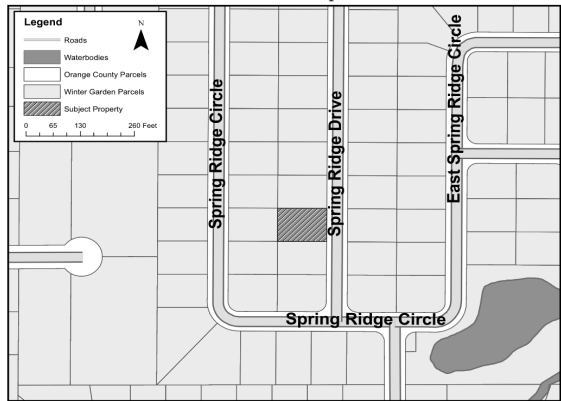 Legend
N
Roads
Waterbodies
Orange County Parcels
Winter Garden Parcels
Subject Property
0 65 130 260 Feet
Spring Ridge Circle
Spring Ridge Drive
East Spring Ridge Circle
Spring Ridge Circle